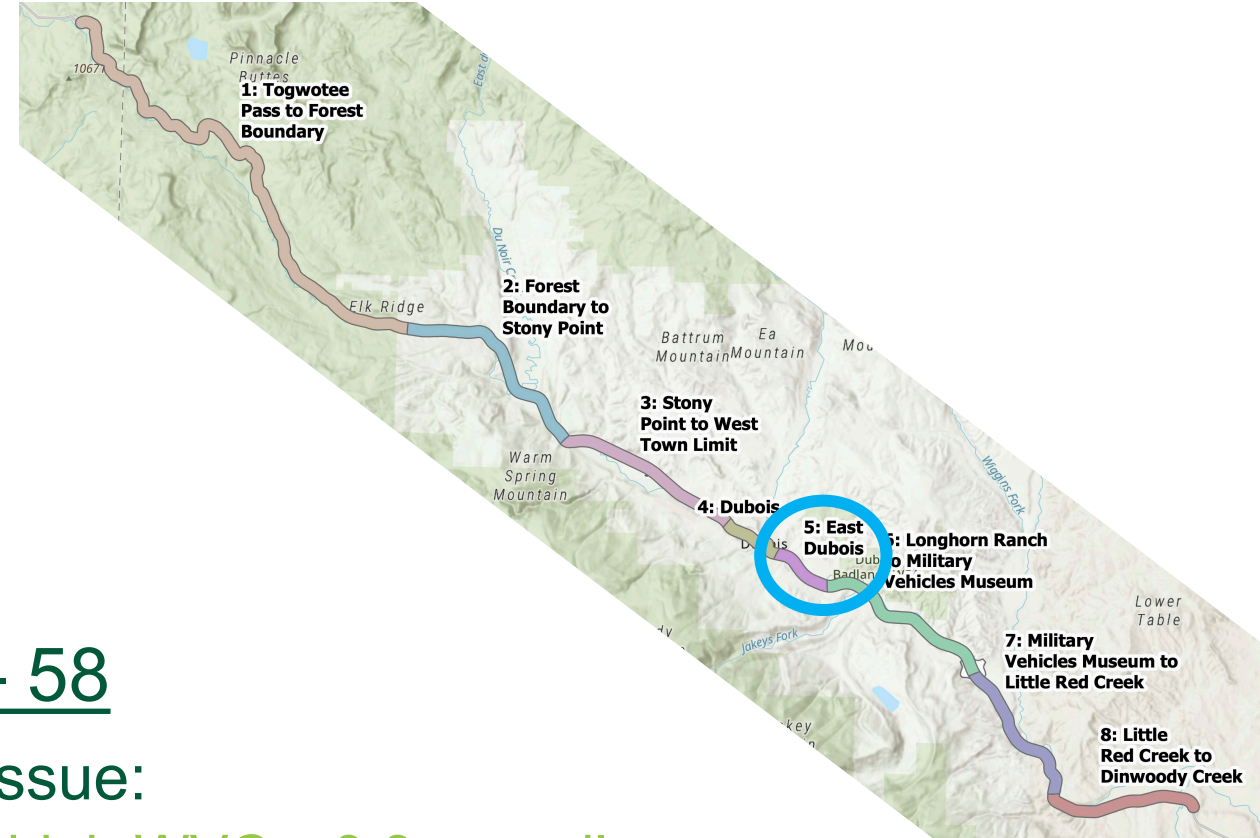 Pinnacle
Buttes
10671
1: Togwotee
Pass to Forest
Boundary
East
Du Noir
2: Forest
Boundary to
Stony Point
Elk Ridge
Battrum
Mountain
Ea
Mountain
3: Stony
Point to West
Town Limit
Warm
Spring
Mountain
Wiggins Fork
4: Dubois
5: East
Dubois
: Longhorn Ranch
o Military
Vehicles Museum
Lower
Table
Jakeys Fork
7: Military
Vehicles Museum to
Little Red Creek
8: Little
Red Creek to
Dinwoody Creek
- 58
ssue: